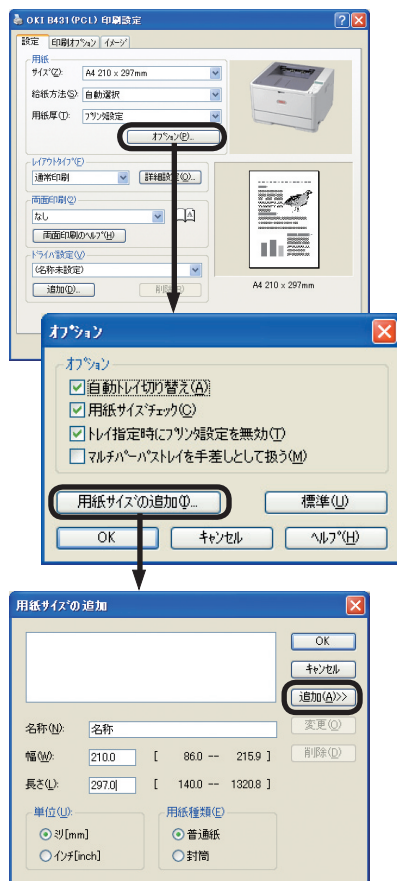 OKI B431(PCL) 印刷設定
設定 印刷オプション イメージ
用紙
サイズ(Z): A4 210 x 297mm
給紙方法(S): 自動選択
用紙厚(T): プリンタ設定
オプション(P)...
レイアウトタイプ(E)
通常印刷 詳細設定(O)...
両面印刷(2)
なし
両面印刷のヘルプ(H)
ドライバ設定(V)
(名称未設定)
追加(D)...
A4 210 x 297mm
オプション
オプション
自動トレイ切り替え(A)
用紙サイズチェック(C)
トレイ指定時にプリンタ設定を無効(T)
マルチパーパストレイを手差しとして扱う(M)
用紙サイズの追加(I)... 標準(U)
OK キャンセル ヘルプ(H)
用紙サイズの追加
OK
キャンセル
追加(A)>>
名称(N): 名称 変更(O)
幅(W): 210.0 [ 86.0 -- 215.9 ] 削除(D)
長さ(L): 297.0 [ 140.0 -- 1320.8 ]
単位(U): 用紙種類(E)
ミリ[mm] 普通紙
インチ[inch] 封筒